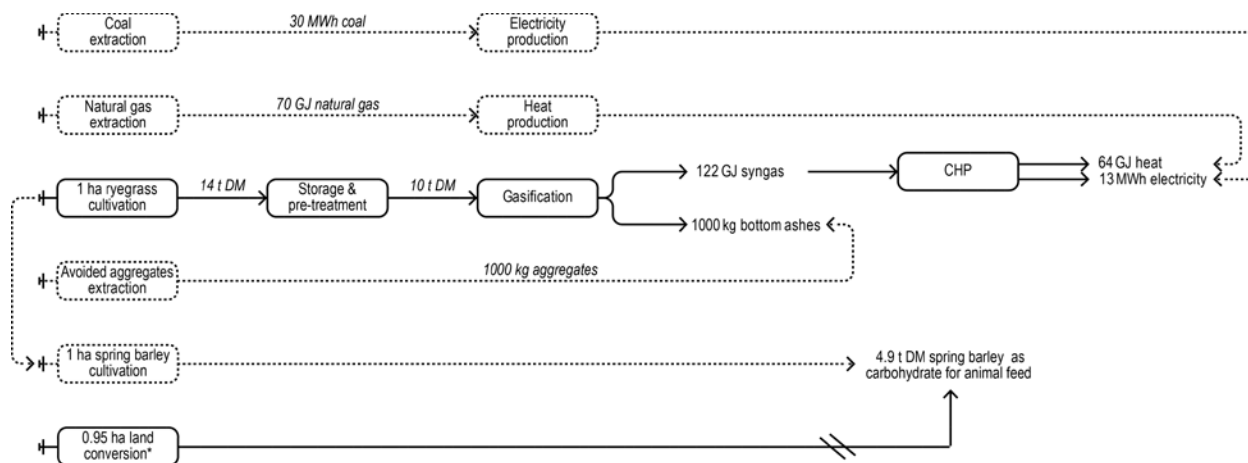 Coal
extraction
30 MWh coal
Electricity
production
Natural gas
extraction
70 GJ natural gas
Heat
production
1 ha ryegrass
cultivation
14 t DM
Storage &
pre-treatment
10 t DM
Gasification
122 GJ syngas
1000 kg bottom ashes
CHP
64 GJ heat
13 MWh electricity
Avoided aggregates
extraction
1000 kg aggregates
1 ha spring barley
cultivation
4.9 t DM spring barley as
carbohydrate for animal feed
0.95 ha land
conversion*